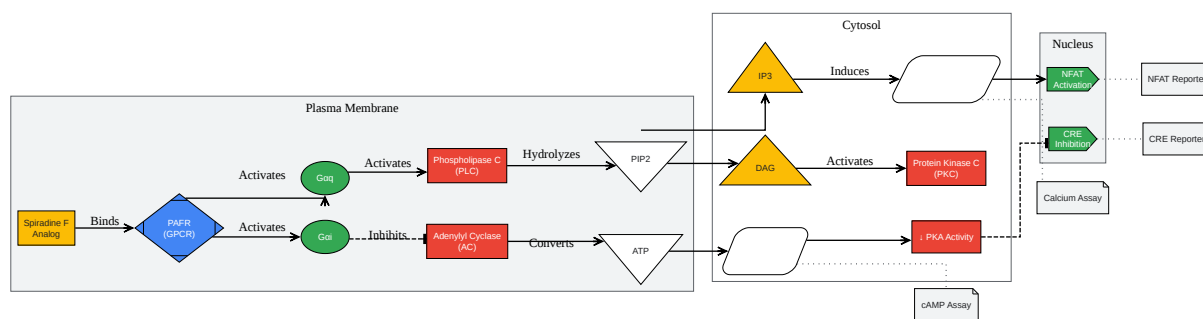 Cytosol
Nucleus
IP3
Induces
NFAT
Activation
NFAT Reporter
Plasma Membrane
CRE
Inhibition
CRE Reporter
Phospholipase C
(PLC)
Activates
Hydrolyzes
PIP2
DAG
Activates
Protein Kinase C
(PKC)
Gαq
Activates
Calcium Assay
Spiradine F
Analog
Binds
PAFR
(GPCR)
Activates
Gαi
Inhibits
Adenylyl Cyclase
(AC)
Converts
ATP
↓ PKA Activity
cAMP Assay